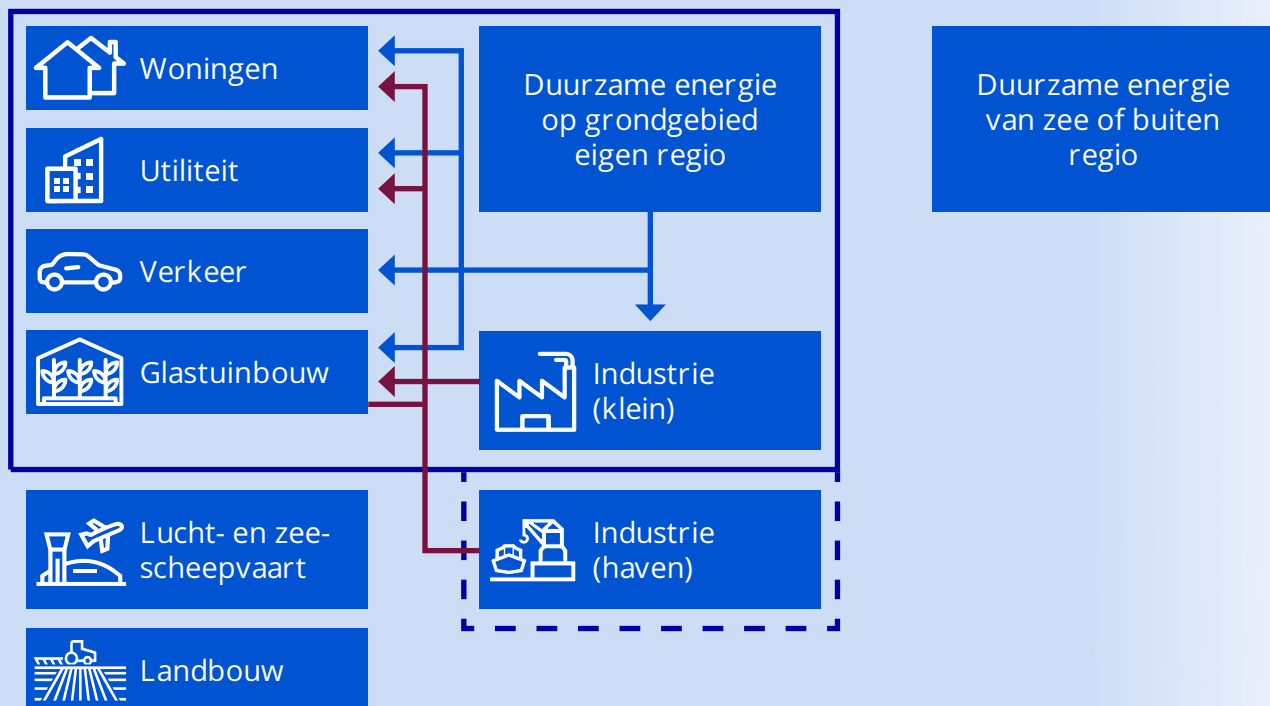 Woningen
Utiliteit
Verkeer
Glastuinbouw
Duurzame energie
op grondgebied
eigen regio
Duurzame energie
van zee of buiten
regio
Industrie
(klein)
Lucht- en zee-
scheepvaart
Industrie
(haven)
Landbouw